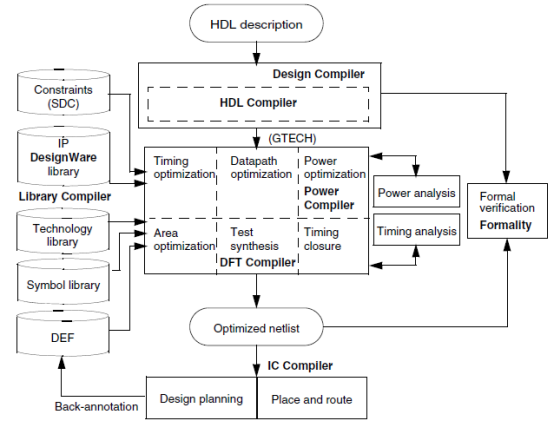 HDL description
Design Compiler
HDL Compiler
(GTECH)
Constraints
(SDC)
IP
DesignWare
library
Library Compiler
Technology
library
Symbol library
DEF
Timing
optimization
Datapath
optimization
Power
optimization
Power
Compiler
Area
optimization
Test
synthesis
Timing
closure
DFT Compiler
Power analysis
Timing analysis
Formal
verification
Formality
Optimized netlist
IC Compiler
Back-annotation
Design planning
Place and route